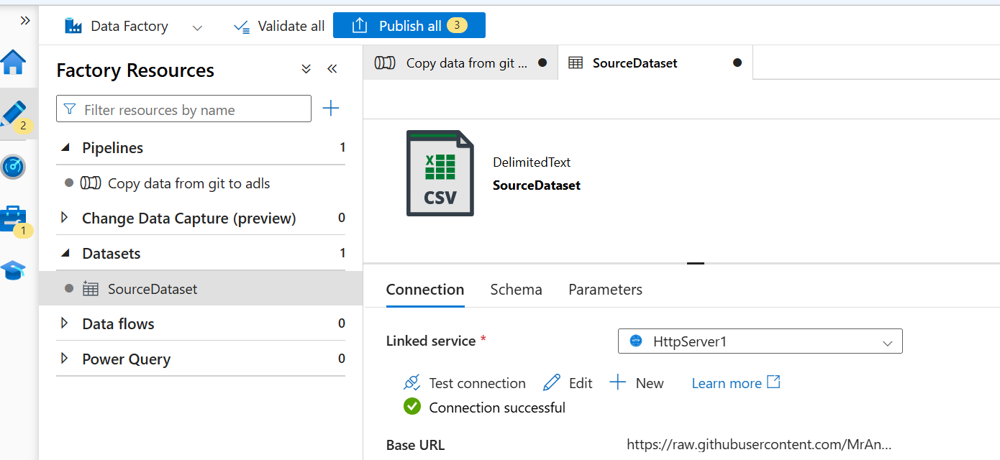 Data Factory
Validate all
Publish all 3
Factory Resources
Filter resources by name
2
1
Pipelines 1
Copy data from git to adls
Change Data Capture (preview) 0
Datasets 1
SourceDataset
Data flows 0
Power Query 0
Copy data from git ...
SourceDataset
X
CSV
DelimitedText
SourceDataset
Connection Schema Parameters
Linked service * HTTP HttpServer1
Test connection Edit New Learn more
Connection successful
Base URL https://raw.githubusercontent.com/MrAn...